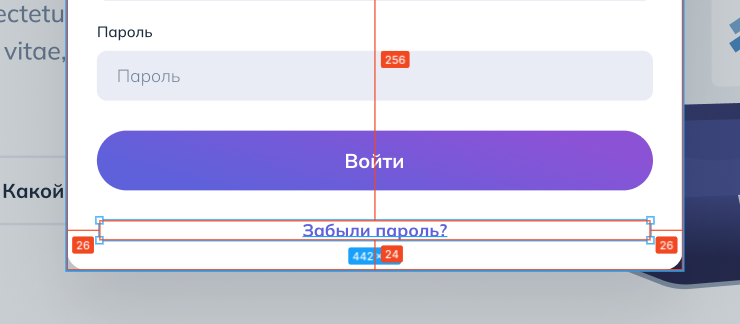 ectetu
vitae,
Пароль
256
Пароль
Войти
Какой
Забыли пароль?
26
26
442×
24